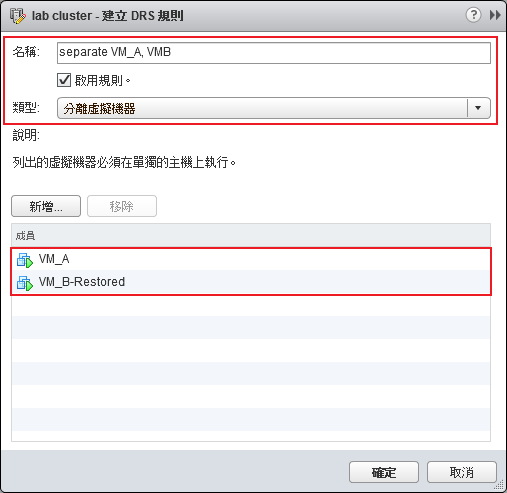 lab cluster - 建立 DRS 規則
?
名稱:
separate VM_A, VMB
啟用規則。
類型:
分離虛擬機器
說明:
列出的虛擬機器必須在單獨的主機上執行。
新增...
移除
成員
VM_A
VM_B-Restored
確定
取消